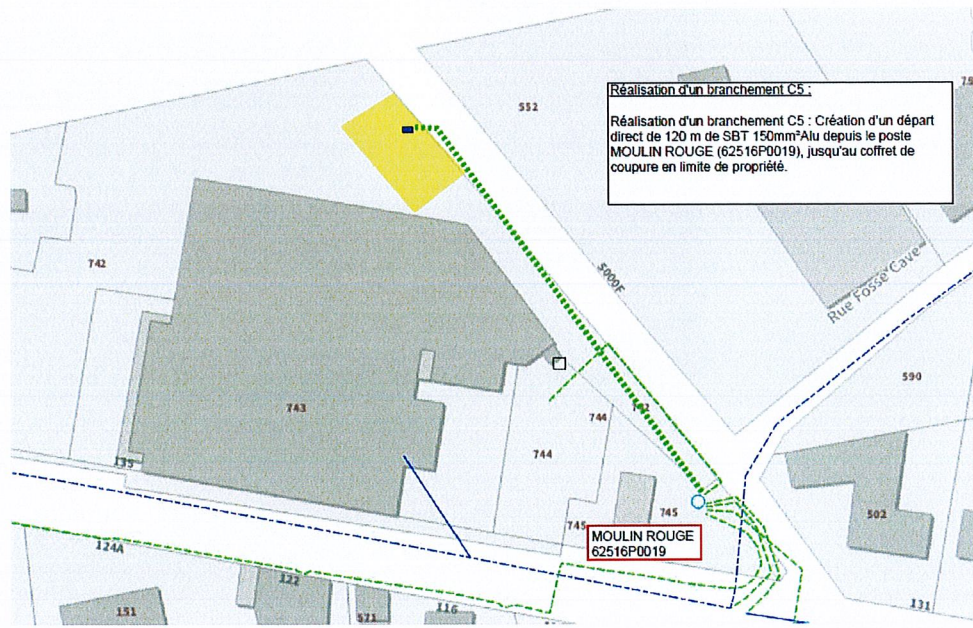 Réalisation d'un branchement C5 :
Réalisation d'un branchement C5 : Création d'un départ
direct de 120 m de SBT 150mm²Alu depuis le poste
MOULIN ROUGE (62516P0019), jusqu'au coffret de
coupure en limite de propriété.
552
742
Rue Fosse Cave
590
743
744
744
135
745
745
502
MOULIN ROUGE
62516P0019
124A
122
151
571
116
131